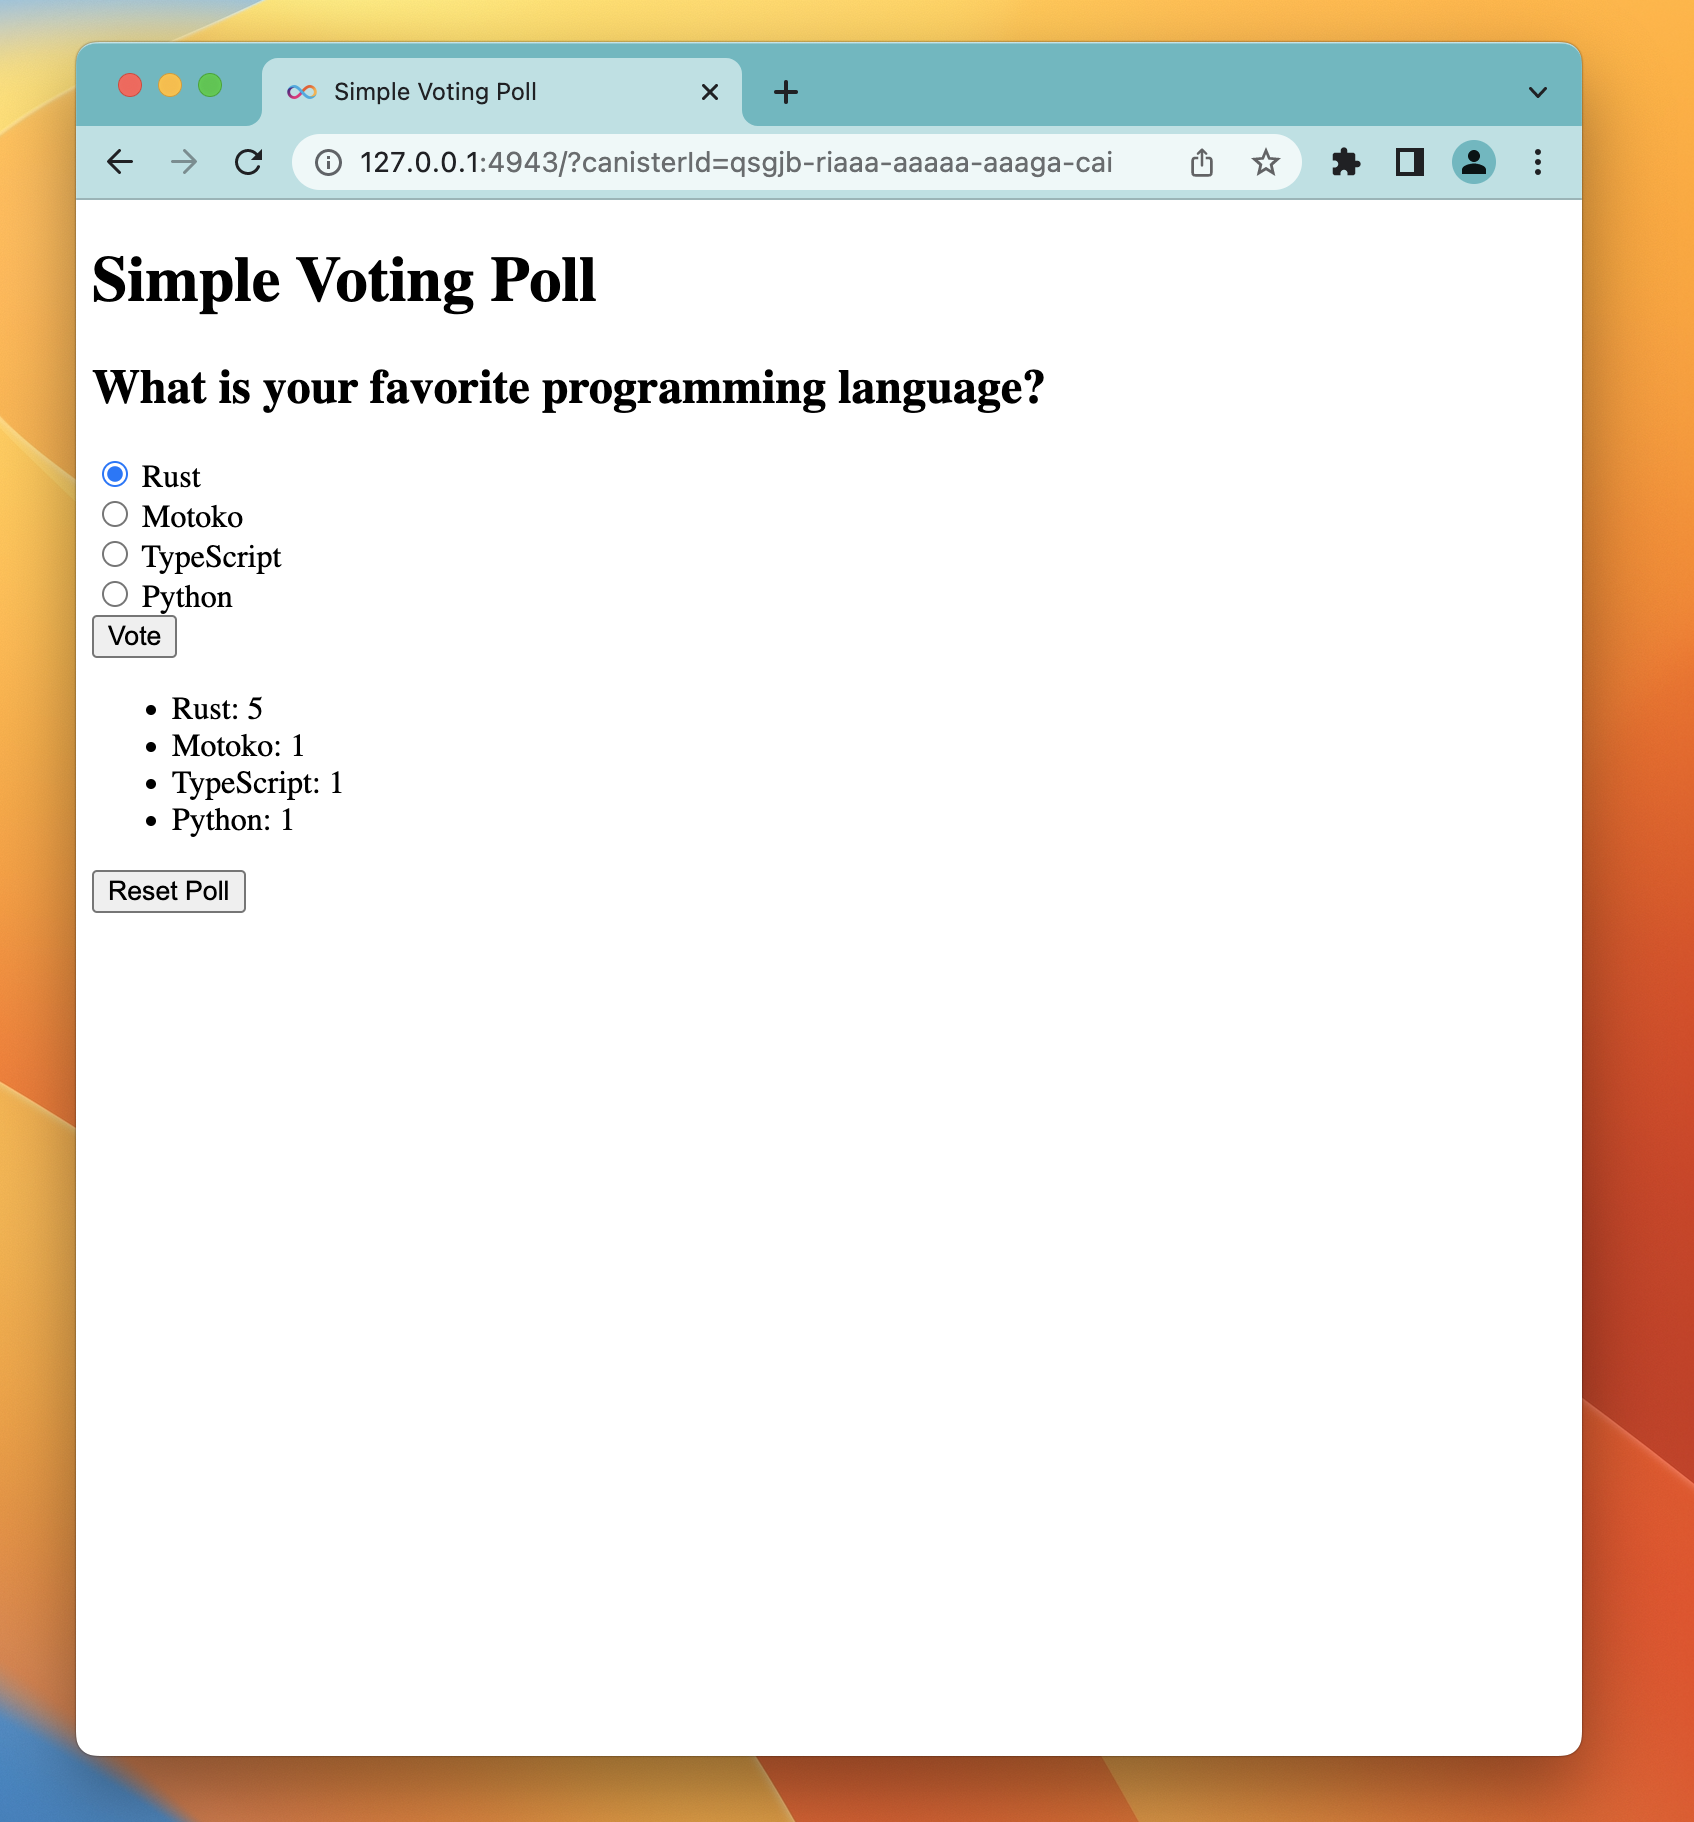 Simple Voting Poll
127.0.0.1:4943/?canisterId=qsgjb-riaaa-aaaaa-aaaga-cai
Simple Voting Poll
What is your favorite programming language?
Rust
Motoko
TypeScript
Python
Vote
Rust: 5
Motoko: 1
TypeScript: 1
Python: 1
Reset Poll